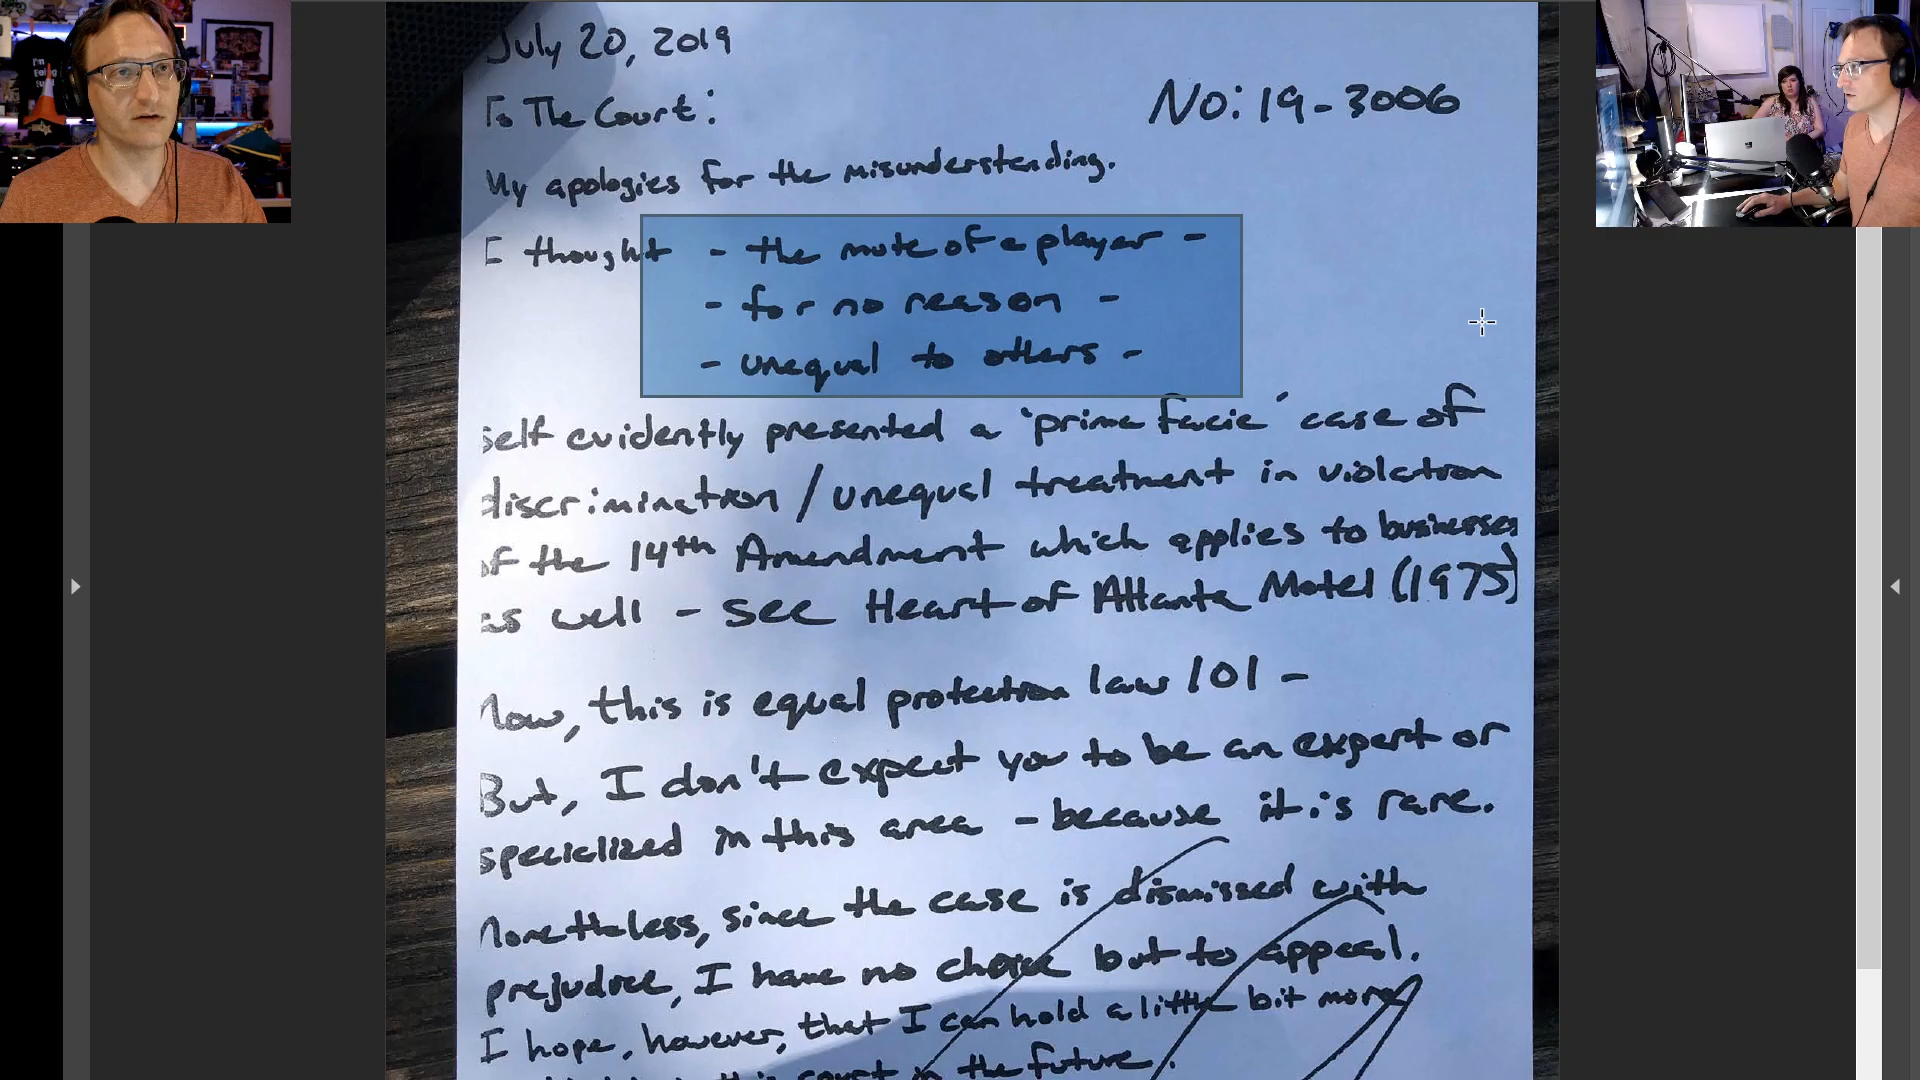 July 20, 2019
To The Court:
No: 19-3006
My apologies for the misunderstanding.
I thought - the mute of a player -
- for no reason -
- unequal to others -
self evidently presented a 'prima facie' case of
discrimination / unequal treatment in violation
of the 14th Amendment which applies to businesses
as well - see Heart of Atlanta Motel (1975)
Now, this is equal protection law 101 -
But, I don't expect you to be an expert or
specialized in this area - because it is rare.
Nonetheless, since the case is dismissed with
prejudice, I have no choice but to appeal.
I hope, however, that I can hold a little bit more
this court in the future.